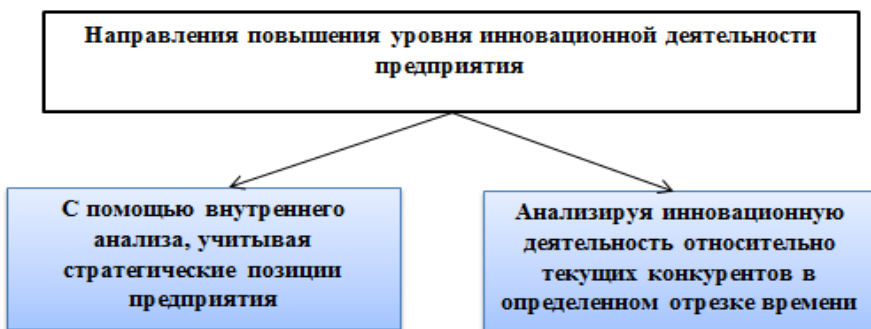 Направления повышения уровня инновационной деятельности
предприятия
С помощью внутреннего
анализа, учитывая
стратегические позиции
предприятия
Анализируя инновационную
деятельность относительно
текущих конкурентов в
определенном отрезке времени